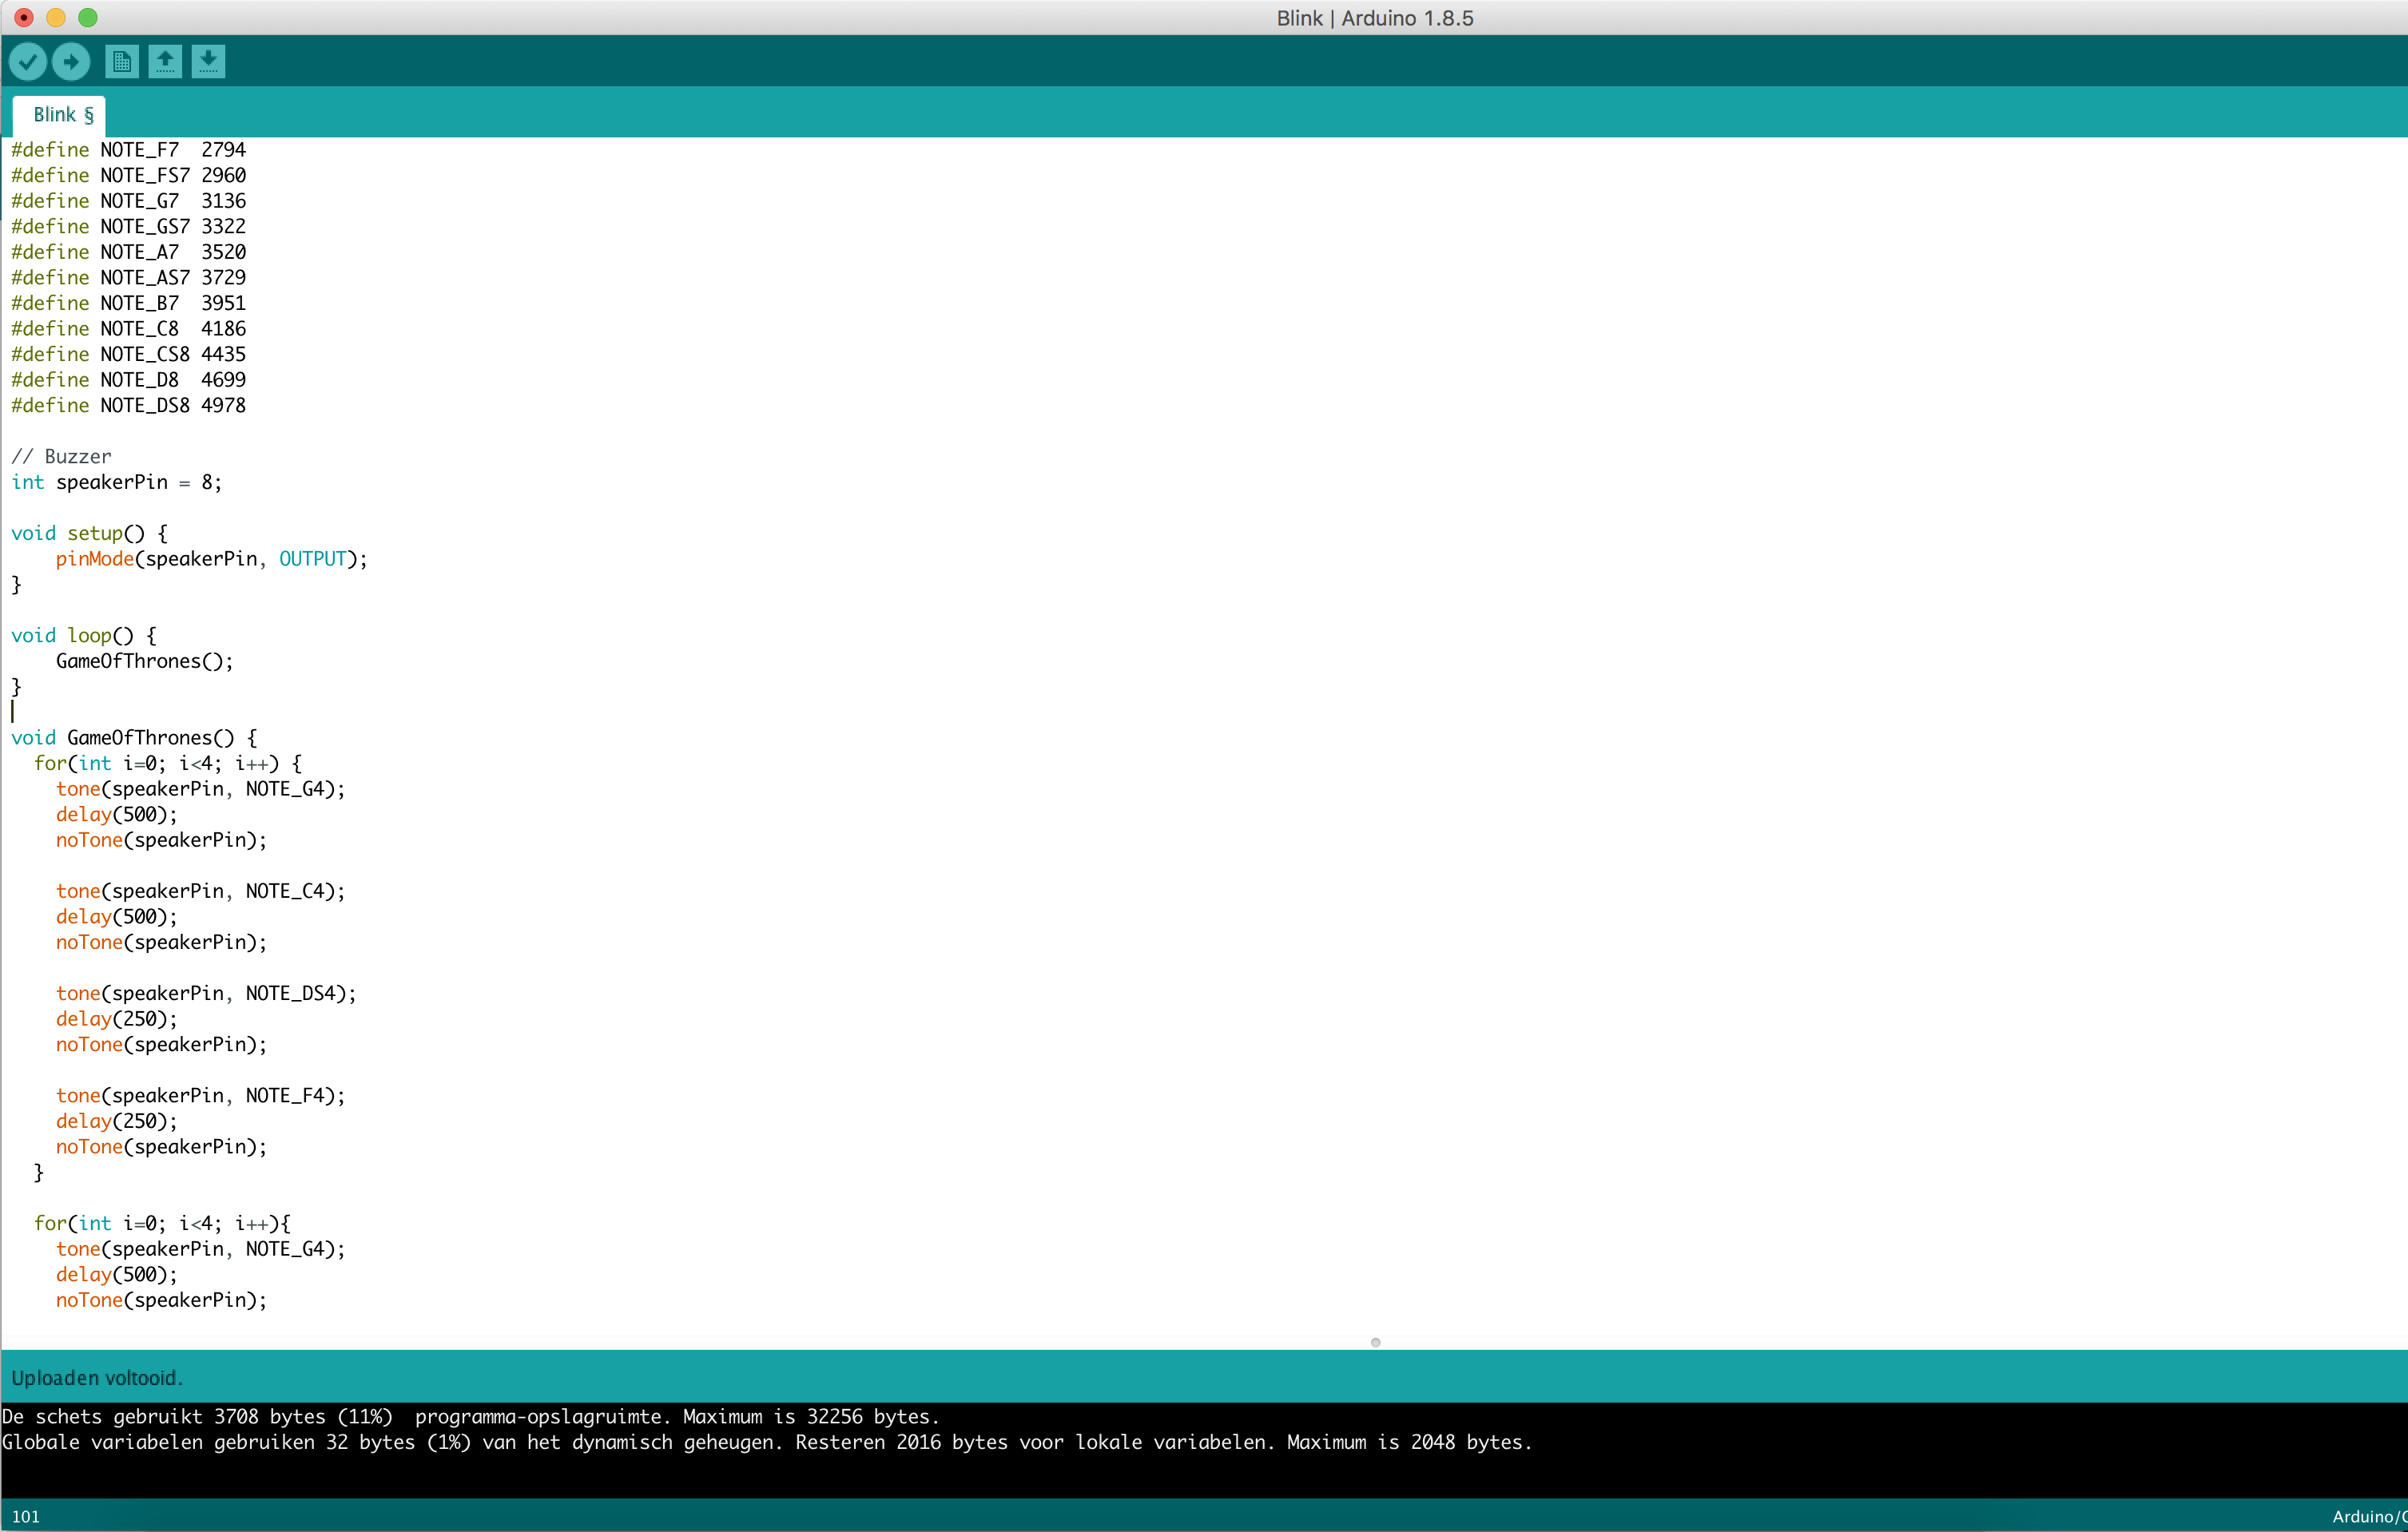 Blink | Arduino 1.8.5
Blink §
#define NOTE_F7  2794
#define NOTE_FS7 2960
#define NOTE_G7  3136
#define NOTE_GS7 3322
#define NOTE_A7  3520
#define NOTE_AS7 3729
#define NOTE_B7  3951
#define NOTE_C8  4186
#define NOTE_CS8 4435
#define NOTE_D8  4699
#define NOTE_DS8 4978
// Buzzer
int speakerPin = 8;
void setup() {
    pinMode(speakerPin, OUTPUT);
}
void loop() {
    GameOfThrones();
}
void GameOfThrones() {
  for(int i=0; i<4; i++) {
    tone(speakerPin, NOTE_G4);
    delay(500);
    noTone(speakerPin);
    tone(speakerPin, NOTE_C4);
    delay(500);
    noTone(speakerPin);
    tone(speakerPin, NOTE_DS4);
    delay(250);
    noTone(speakerPin);
    tone(speakerPin, NOTE_F4);
    delay(250);
    noTone(speakerPin);
  }
  for(int i=0; i<4; i++){
    tone(speakerPin, NOTE_G4);
    delay(500);
    noTone(speakerPin);
Uploaden voltooid.
De schets gebruikt 3708 bytes (11%)  programma-opslagruimte. Maximum is 32256 bytes.
Globale variabelen gebruiken 32 bytes (1%) van het dynamisch geheugen. Resteren 2016 bytes voor lokale variabelen. Maximum is 2048 bytes.
101
Arduino/